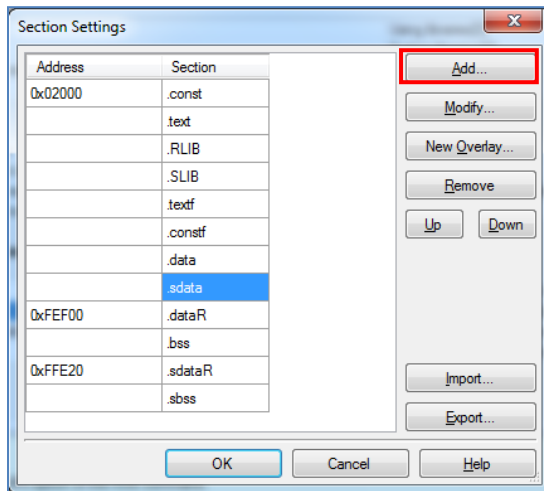 Section Settings
Address Section
Add...
0x02000 .const
Modify...
.text
.RLIB
New Overlay...
.SLIB
Remove
.textf
Up Down
.constf
.data
.sdata
0xFEF00 .dataR
.bss
0xFFE20 .sdataR
Import...
.sbss
Export...
OK Cancel Help